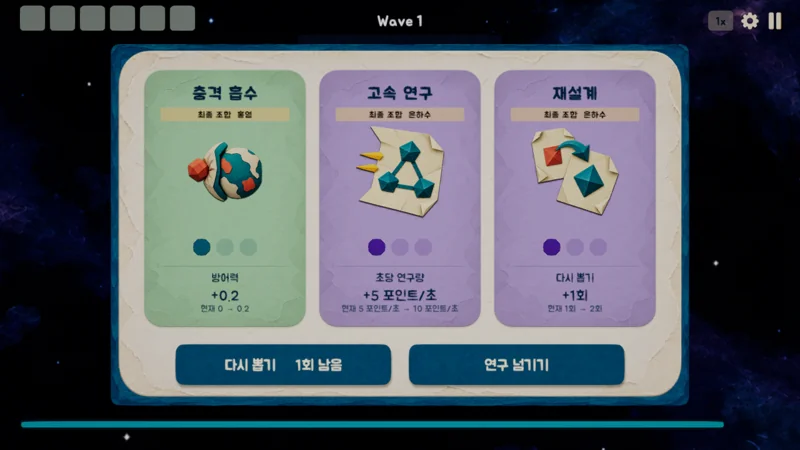 Wave 1
1x
충격 흡수
최종 조합 홍염
방어력
+0.2
현재 0 → 0.2
고속 연구
최종 조합 은하수
초당 연구량
+5 포인트/초
현재 5 포인트/초 → 10 포인트/초
재설계
최종 조합 은하수
다시 뽑기
+1회
현재 1회 → 2회
다시 뽑기 1회 남음
연구 넘기기